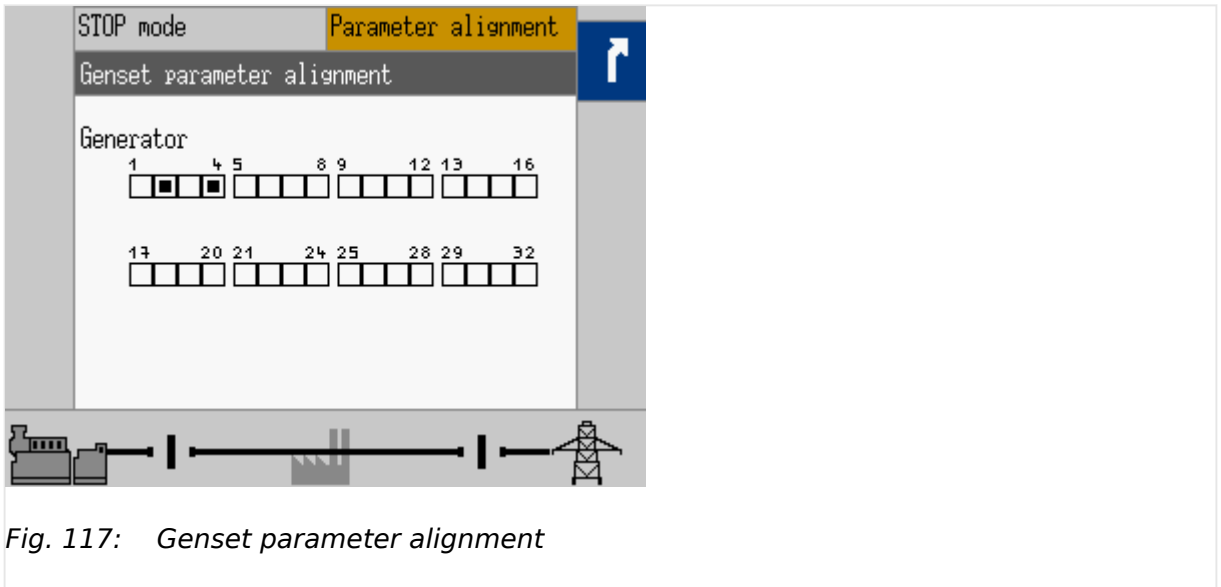 STOP mode Parameter alignment
Genset parameter alignment
Generator
1 4 5 8 9 12 13 16
17 20 21 24 25 28 29 32
Fig. 117: Genset parameter alignment